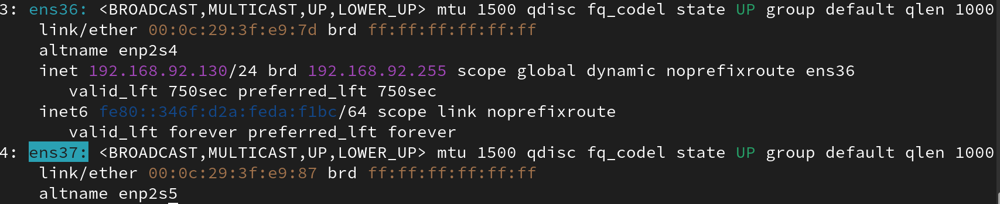 3: ens36: <BROADCAST,MULTICAST,UP,LOWER_UP> mtu 1500 qdisc fq_codel state UP group default qlen 1000
link/ether 00:0c:29:3f:e9:7d brd ff:ff:ff:ff:ff:ff
altname enp2s4
inet 192.168.92.130/24 brd 192.168.92.255 scope global dynamic noprefixroute ens36
valid_lft 750sec preferred_lft 750sec
inet6 fe80::346f:d2a:feda:f1bc/64 scope link noprefixroute
valid_lft forever preferred_lft forever
4: ens37: <BROADCAST,MULTICAST,UP,LOWER_UP> mtu 1500 qdisc fq_codel state UP group default qlen 1000
link/ether 00:0c:29:3f:e9:87 brd ff:ff:ff:ff:ff:ff
altname enp2s5